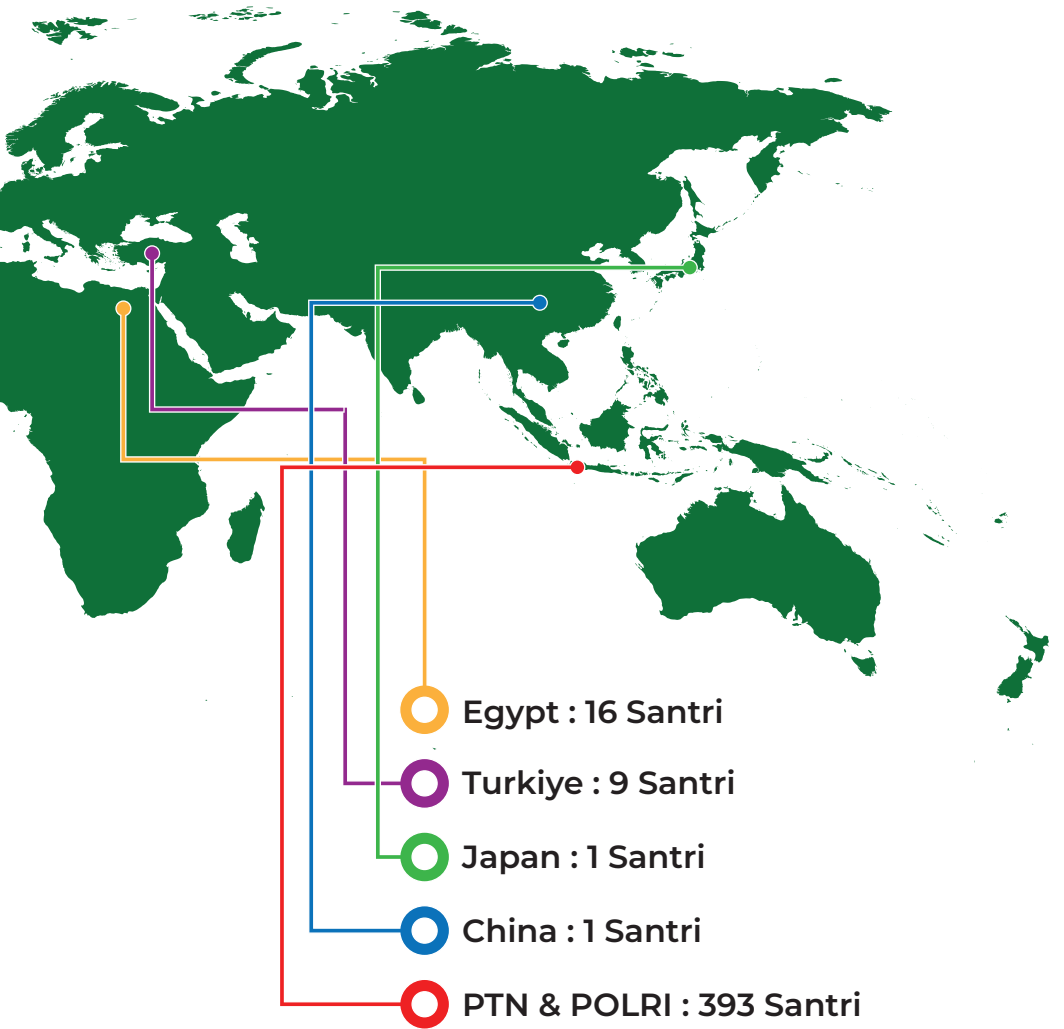 Egypt : 16 Santri
Turkiye : 9 Santri
Japan : 1 Santri
China : 1 Santri
PTN & POLRI : 393 Santri